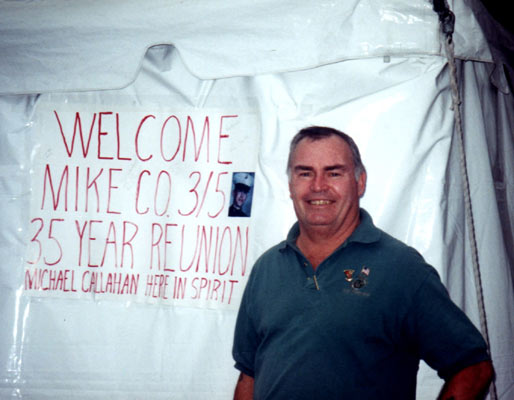 WELCOME
MIKE CO. 3/5
35 YEAR REUNION
MICHAEL CALLAHAN HERE IN SPIRIT